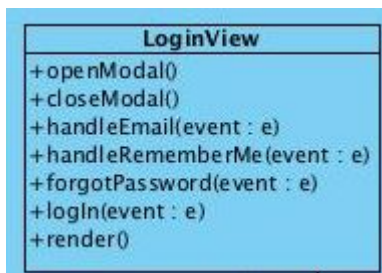 LoginView
+openModal()
+closeModal()
+handleEmail(event : e)
+handleRememberMe(event : e)
+forgotPassword(event : e)
+logIn(event : e)
+render()